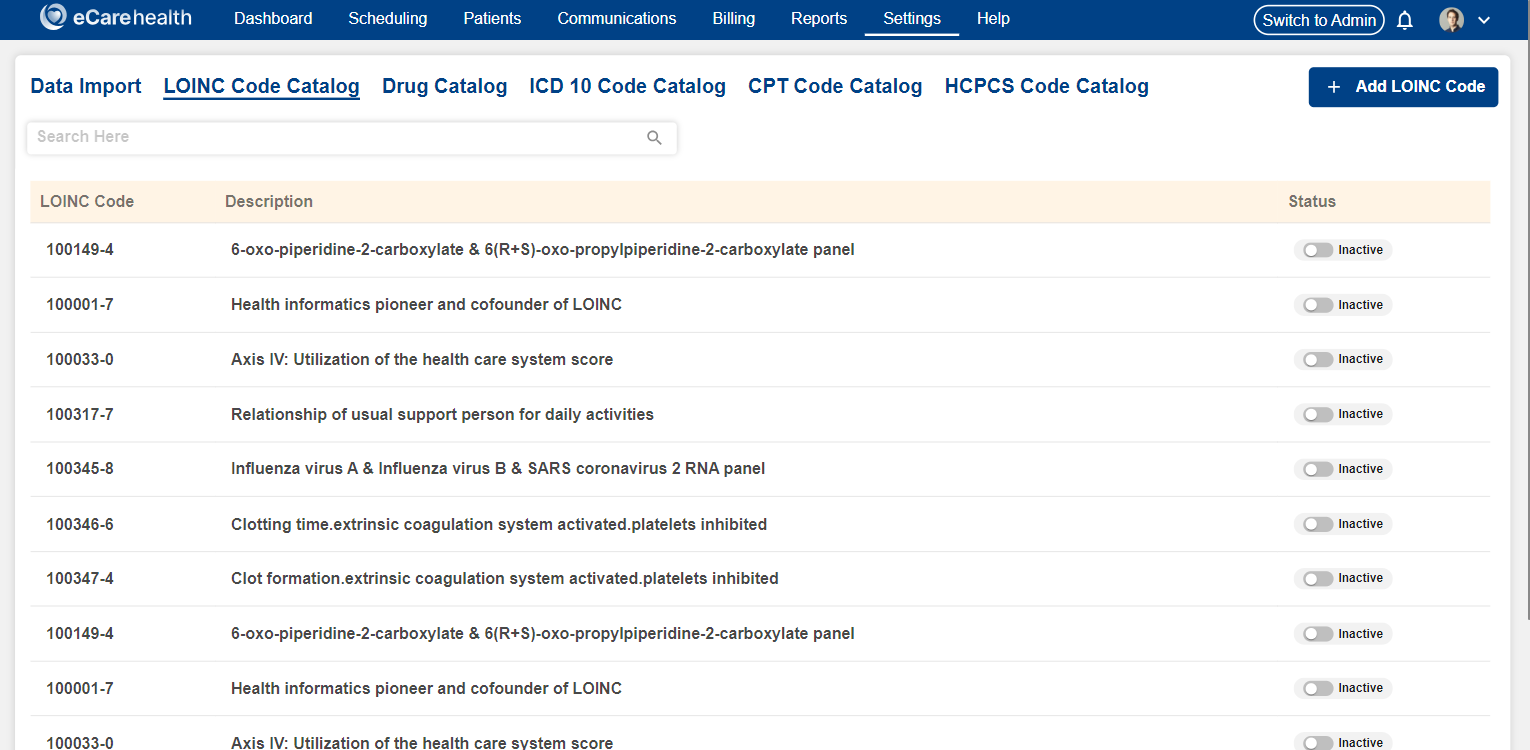 eCarehealth Dashboard Scheduling Patients Communications Billing Reports Settings Help Switch to Admin
Data Import LOINC Code Catalog Drug Catalog ICD 10 Code Catalog CPT Code Catalog HCPCS Code Catalog + Add LOINC Code
Search Here
LOINC Code Description Status
100149-4 6-oxo-piperidine-2-carboxylate & 6(R+S)-oxo-propylpiperidine-2-carboxylate panel Inactive
100001-7 Health informatics pioneer and cofounder of LOINC Inactive
100033-0 Axis IV: Utilization of the health care system score Inactive
100317-7 Relationship of usual support person for daily activities Inactive
100345-8 Influenza virus A & Influenza virus B & SARS coronavirus 2 RNA panel Inactive
100346-6 Clotting time.extrinsic coagulation system activated.platelets inhibited Inactive
100347-4 Clot formation.extrinsic coagulation system activated.platelets inhibited Inactive
100149-4 6-oxo-piperidine-2-carboxylate & 6(R+S)-oxo-propylpiperidine-2-carboxylate panel Inactive
100001-7 Health informatics pioneer and cofounder of LOINC Inactive
100033-0 Axis IV: Utilization of the health care system score Inactive